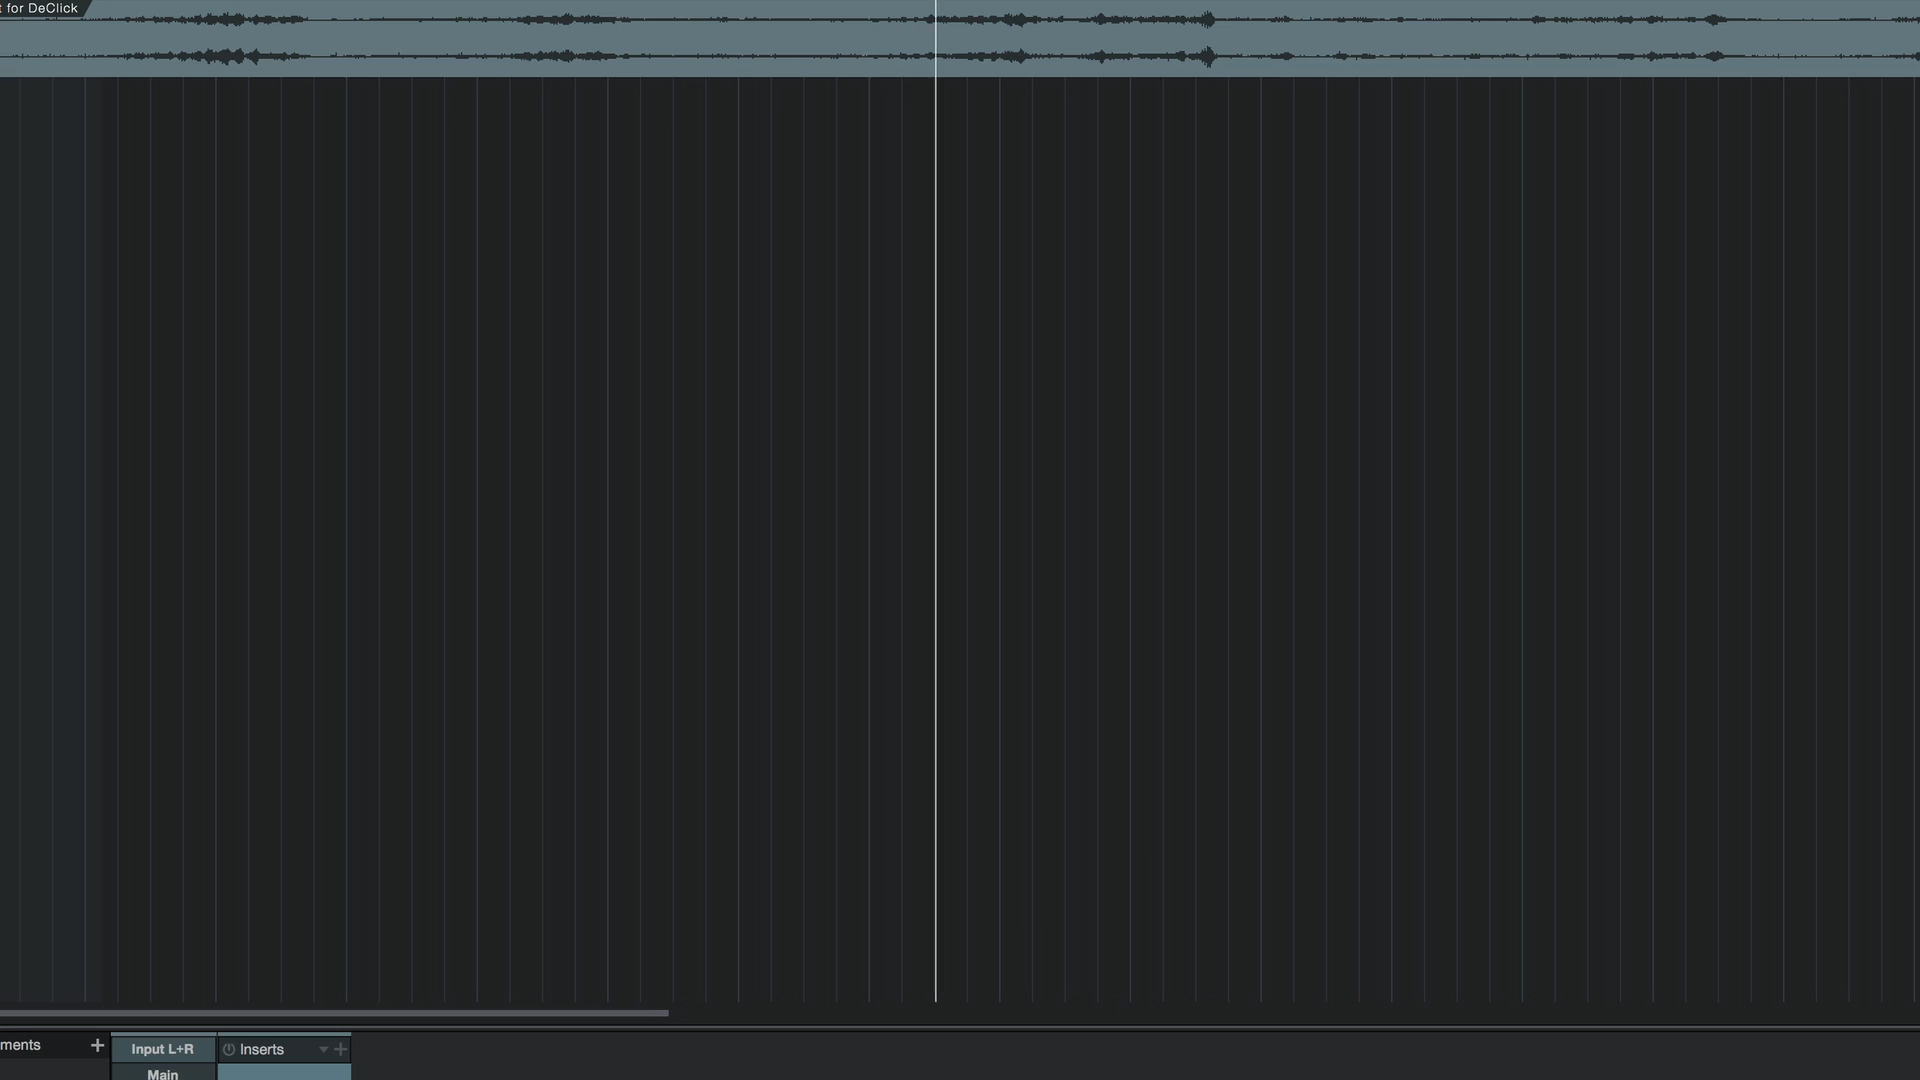 for DeClick
ments
Input L+R
Inserts
Main